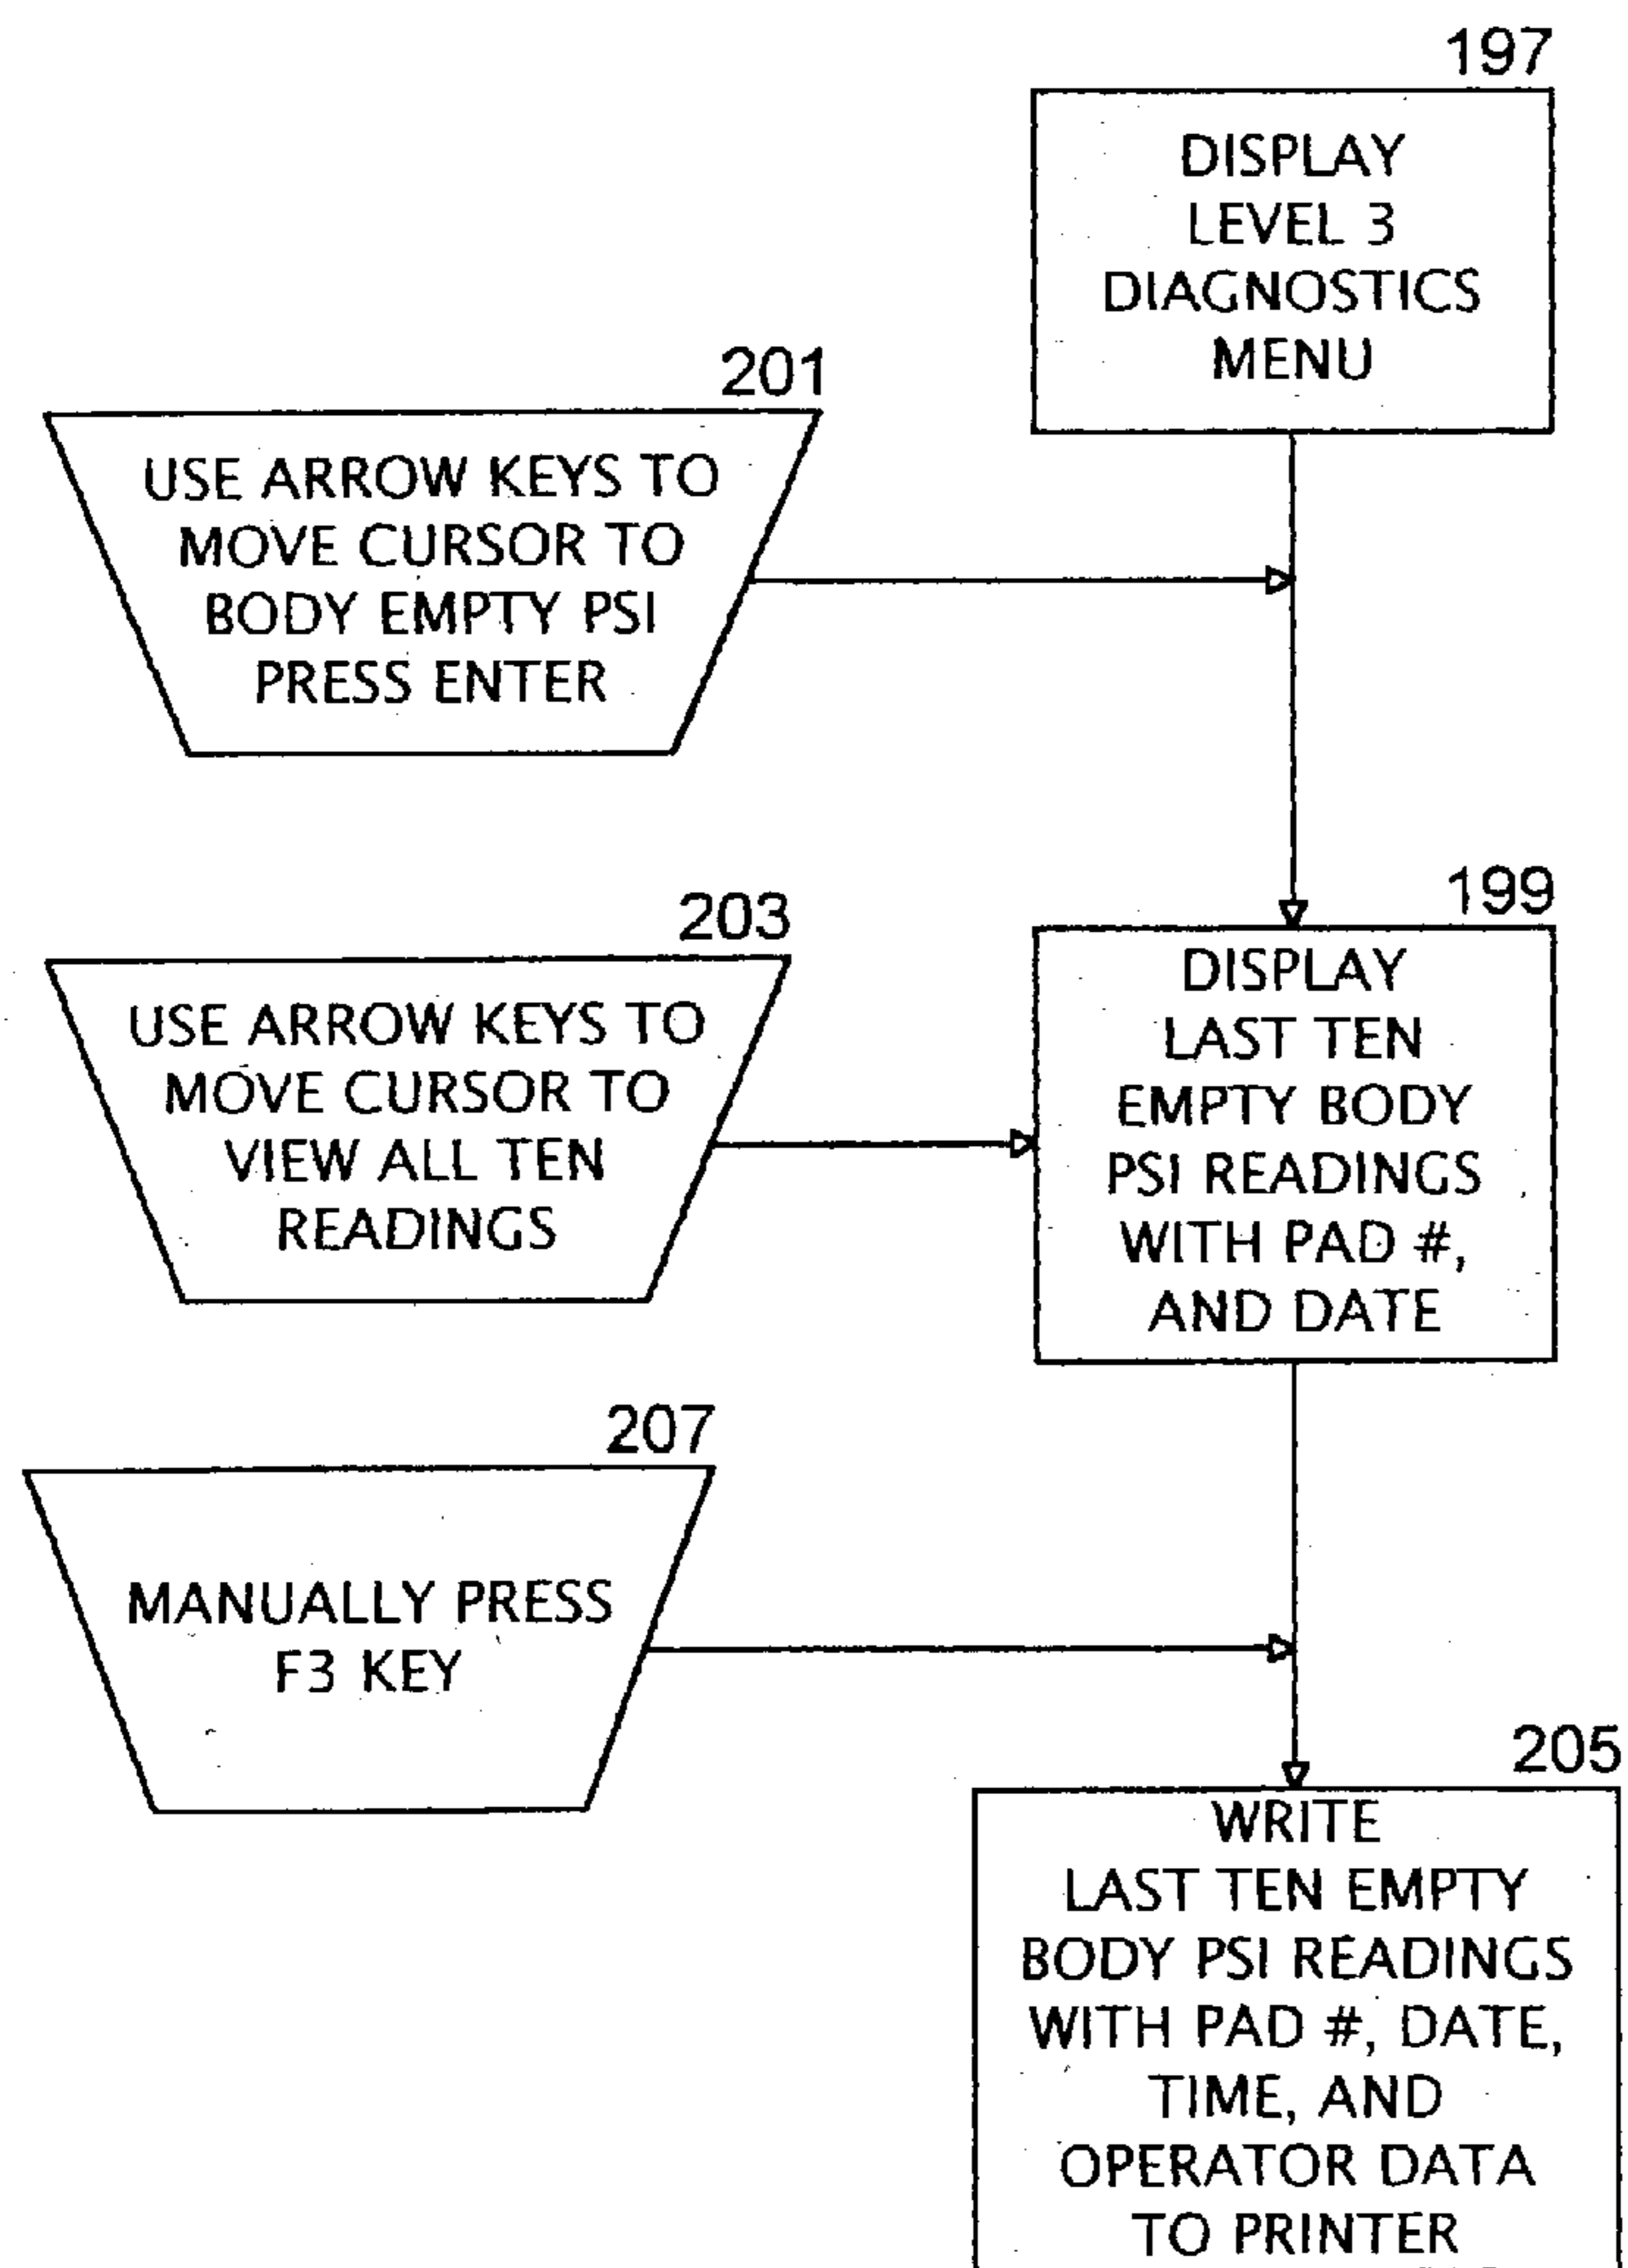 197
DISPLAY
LEVEL 3
DIAGNOSTICS
MENU
201
USE ARROW KEYS TO
MOVE CURSOR TO
BODY EMPTY PSI
PRESS ENTER
199
DISPLAY
LAST TEN
EMPTY BODY
PSI READINGS
WITH PAD #,
AND DATE
203
USE ARROW KEYS TO
MOVE CURSOR TO
VIEW ALL TEN
READINGS
207
MANUALLY PRESS
F3 KEY
205
WRITE
LAST TEN EMPTY
BODY PSI READINGS
WITH PAD #, DATE,
TIME, AND
OPERATOR DATA
TO PRINTER